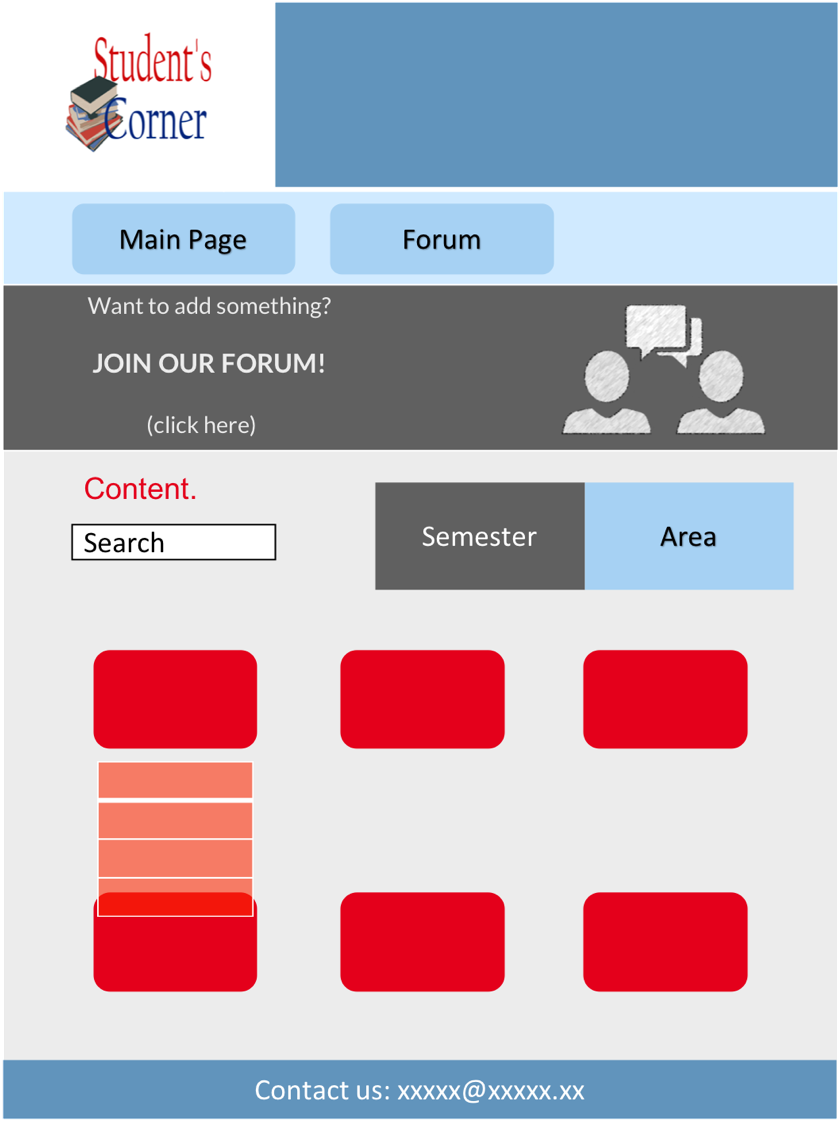 Student's
Corner
Main Page
Forum
Want to add something?
JOIN OUR FORUM!
(click here)
Content.
Search
Semester
Area
Contact us: xxxxx@xxxxx.xx